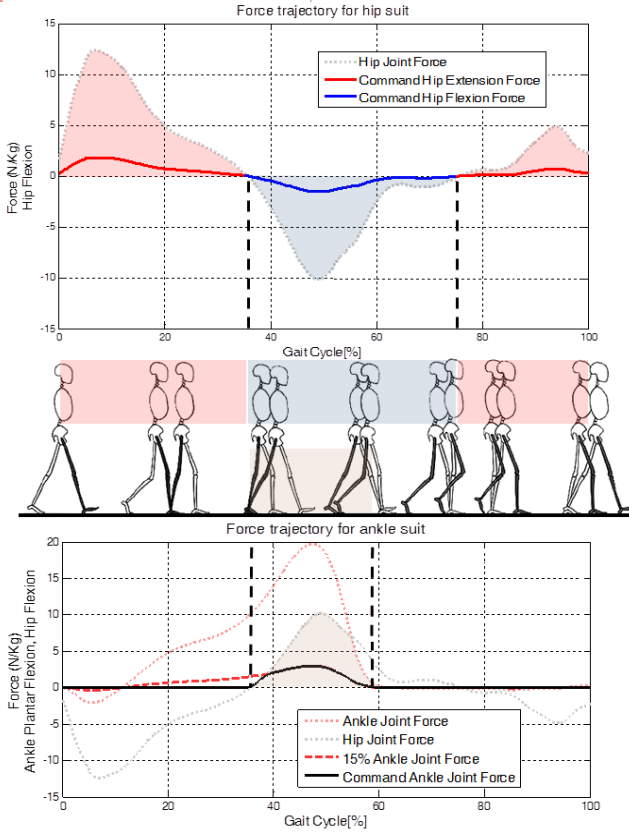 Force trajectory for hip suit
15
10
5
0
-5
-10
-15
Force (N/Kg)
Hip Flexion
Hip Joint Force
Command Hip Extension Force
Command Hip Flexion Force
0
20
40
60
80
100
Gait Cycle[%]
Force trajectory for ankle suit
20
15
10
5
0
-5
-10
-15
Force (N/Kg)
Ankle Plantar Flexion, Hip Flexion
Ankle Joint Force
Hip Joint Force
15% Ankle Joint Force
Command Ankle Joint Force
0
20
40
60
80
100
Gait Cycle[%]